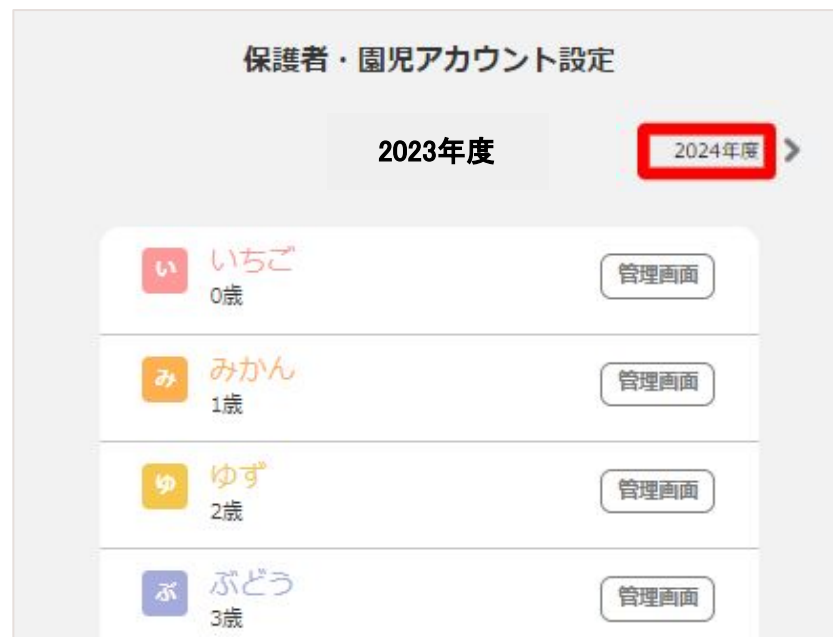 保護者・園児アカウント設定
2023年度
2024年度
い
いちご
0歳
管理画面
み
みかん
1歳
管理画面
ゆ
ゆず
2歳
管理画面
ぶ
ぶどう
3歳
管理画面